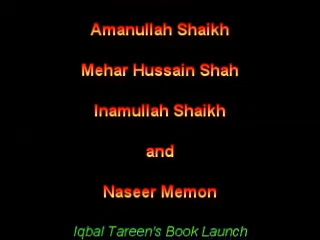 Amanullah Shaikh
Mehar Hussain Shah
Inamullah Shaikh
and
Naseer Memon
Iqbal Tareen's Book Launch